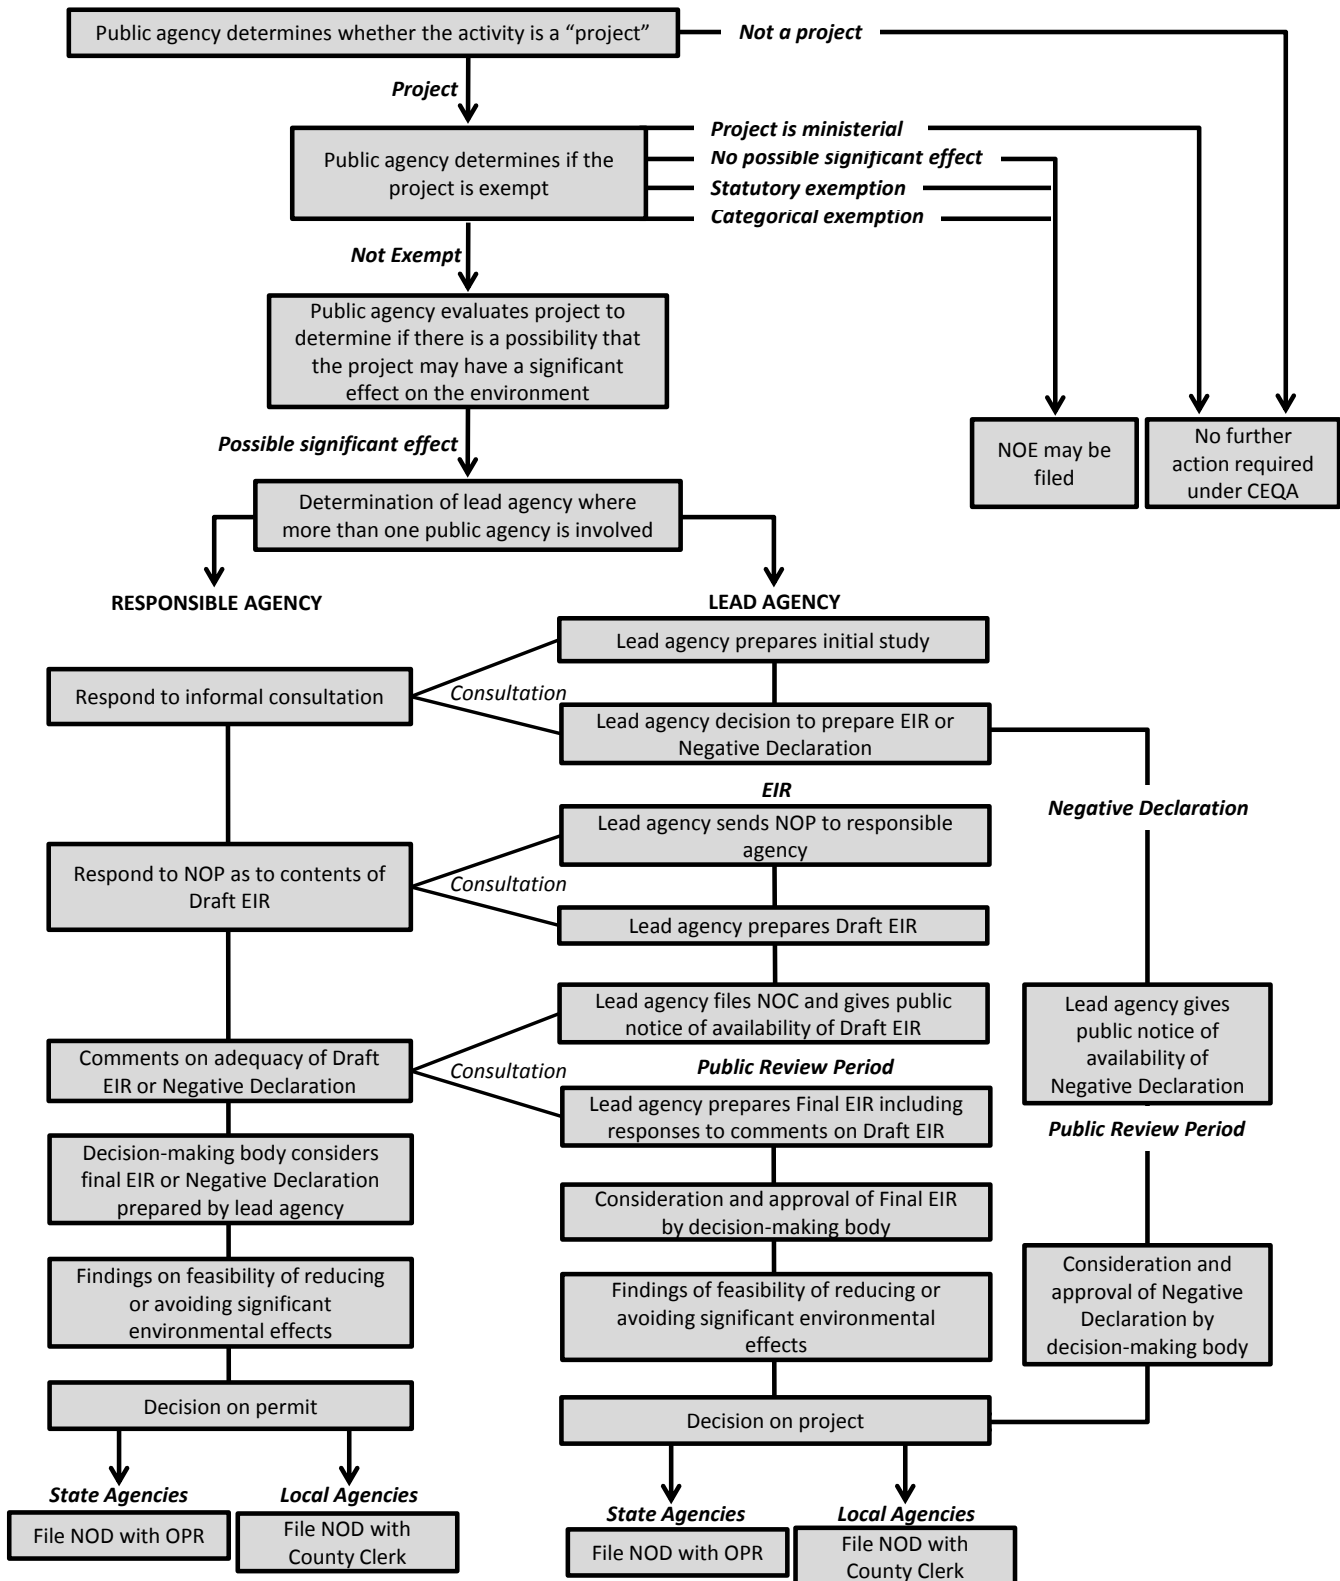 Public agency determines whether the activity is a “project”
Not a project
Project
Public agency determines if the
project is exempt
Project is ministerial
No possible significant effect
Statutory exemption
Categorical exemption
Not Exempt
Public agency evaluates project to
determine if there is a possibility that
the project may have a significant
effect on the environment
NOE may be
filed
No further
action required
under CEQA
Possible significant effect
Determination of lead agency where
more than one public agency is involved
RESPONSIBLE AGENCY
LEAD AGENCY
Lead agency prepares initial study
Respond to informal consultation
Consultation
Lead agency decision to prepare EIR or
Negative Declaration
EIR
Negative Declaration
Lead agency sends NOP to responsible
agency
Respond to NOP as to contents of
Draft EIR
Consultation
Lead agency prepares Draft EIR
Lead agency files NOC and gives public
notice of availability of Draft EIR
Lead agency gives
public notice of
availability of
Negative Declaration
Comments on adequacy of Draft
EIR or Negative Declaration
Consultation
Public Review Period
Lead agency prepares Final EIR including
responses to comments on Draft EIR
Public Review Period
Decision-making body considers
final EIR or Negative Declaration
prepared by lead agency
Consideration and approval of Final EIR
by decision-making body
Findings on feasibility of reducing
or avoiding significant
environmental effects
Findings of feasibility of reducing or
avoiding significant environmental
effects
Consideration and
approval of Negative
Declaration by
decision-making body
Decision on permit
Decision on project
State Agencies
Local Agencies
File NOD with OPR
File NOD with
County Clerk
State Agencies
Local Agencies
File NOD with OPR
File NOD with
County Clerk